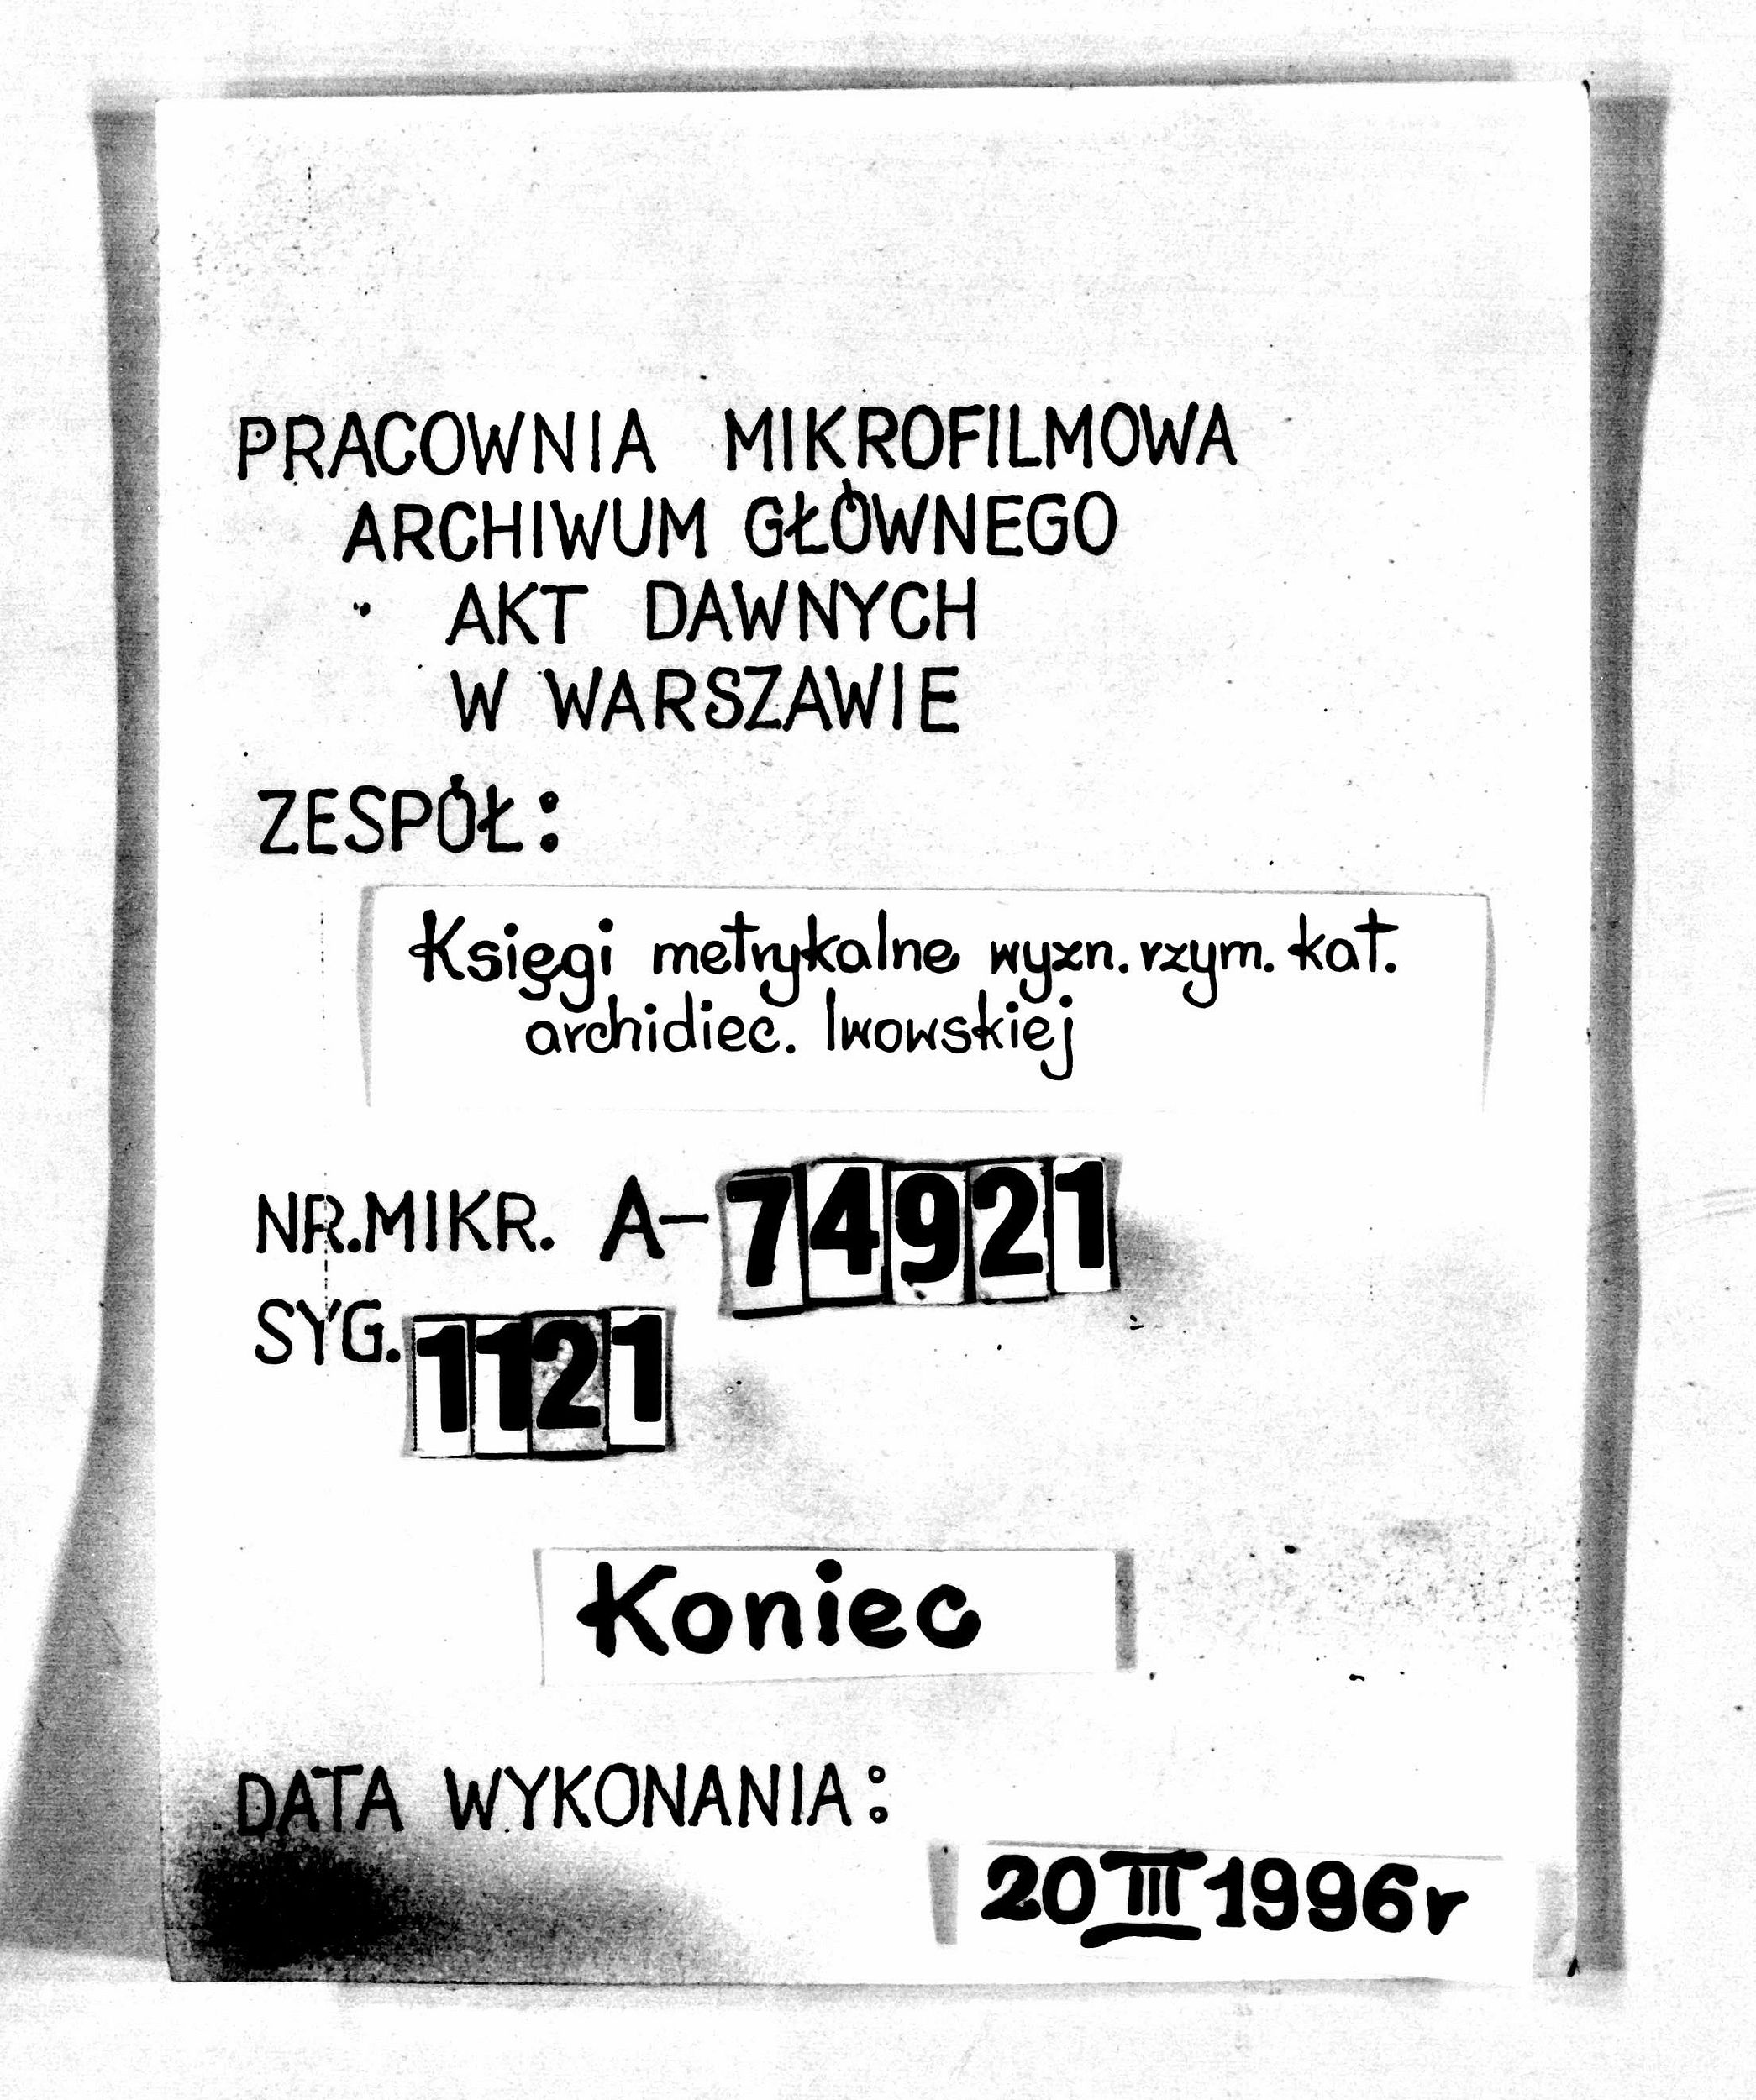 PRACOWNIA MIKROFILMOWA
ARCHIWUM GŁÓWNEGO
AKT DAWNYCH
W WARSZAWIE
ZESPÓŁ:
Księgi metrykalne wyzn. rzym. kat.
archidiec. lwowskiej
NR.MIKR. A-74921
SYG. 1121
Koniec
DATA WYKONANIA:
20 III 1996r